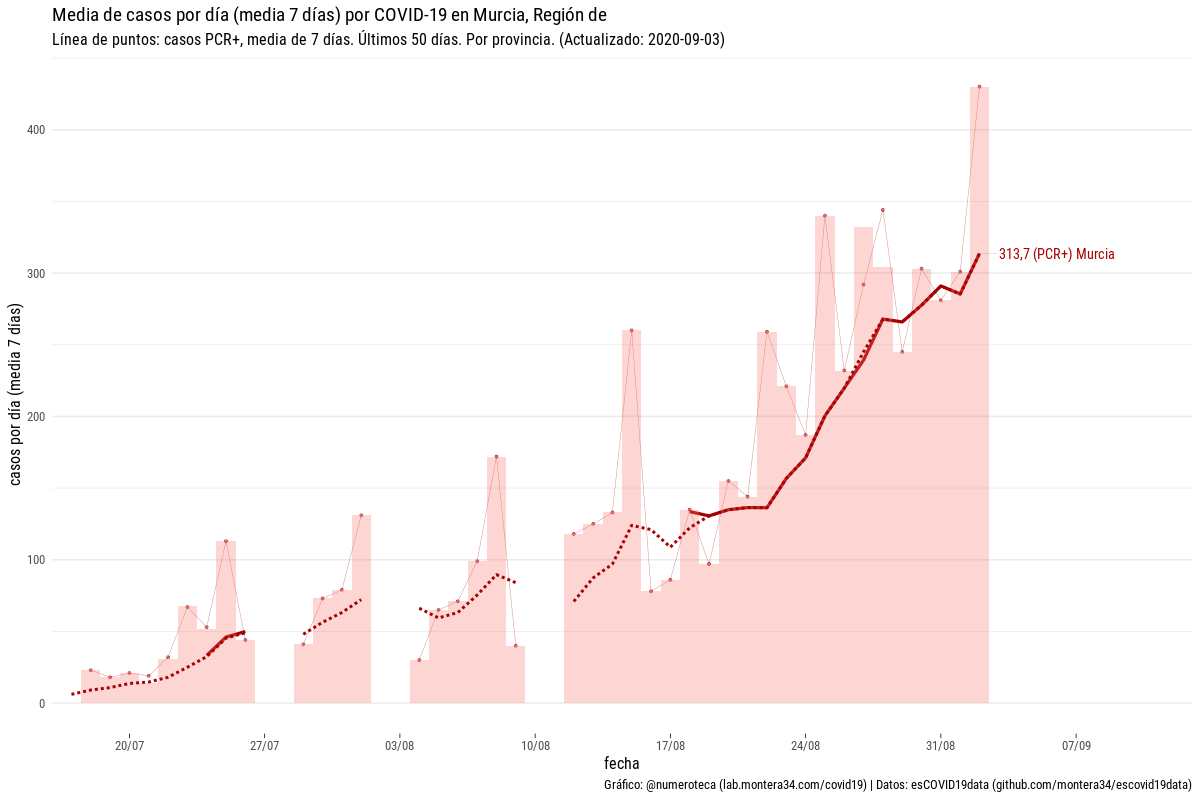 Media de casos por día (media 7 días) por COVID-19 en Murcia, Región de
Línea de puntos: casos PCR+, media de 7 días. Últimos 50 días. Por provincia. (Actualizado: 2020-09-03)
casos por día (media 7 días)
400
300
200
100
0
313,7 (PCR+) Murcia
20/07
27/07
03/08
10/08
17/08
24/08
31/08
07/09
fecha
Gráfico: @numeroteca (lab.montera34.com/covid19) | Datos: esCOVID19data (github.com/montera34/escovid19data)